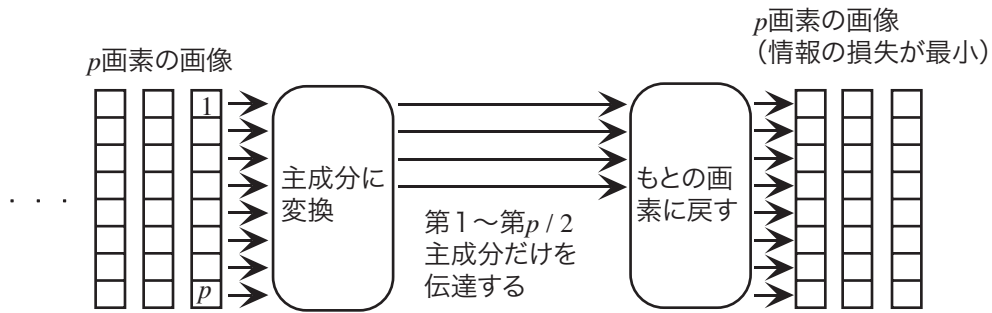 p画素の画像
1
p
· · ·
主成分に
変換
第1〜第p / 2
主成分だけを
伝達する
もとの画
素に戻す
p画素の画像
（情報の損失が最小）